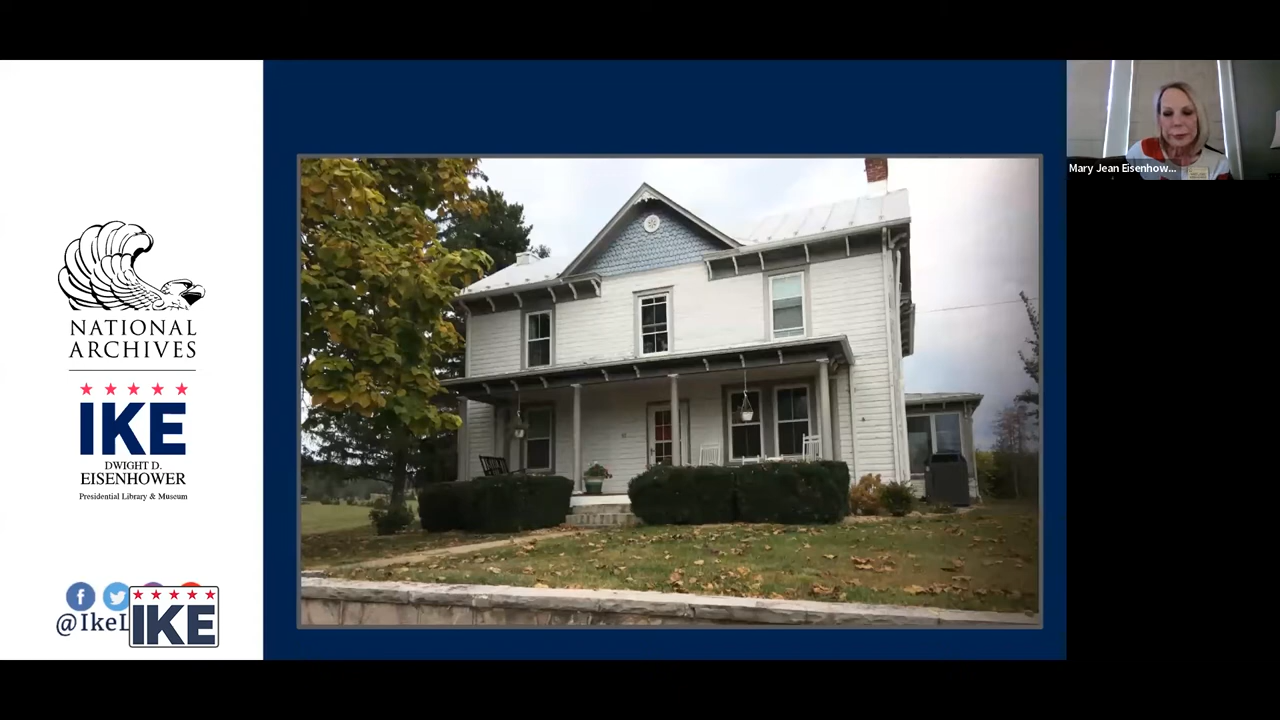 NATIONAL
ARCHIVES
IKE
DWIGHT D.
EISENHOWER
Presidential Library & Museum
@IkeL
IKE
Mary Jean Eisenhow...